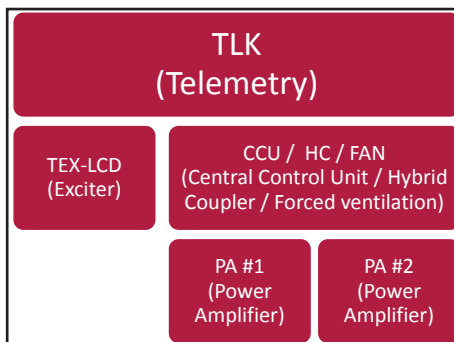 TLK
(Telemetry)
TEX-LCD
(Exciter)
CCU / HC / FAN
(Central Control Unit / Hybrid
Coupler / Forced ventilation)
PA #1
(Power
Amplifier)
PA #2
(Power
Amplifier)